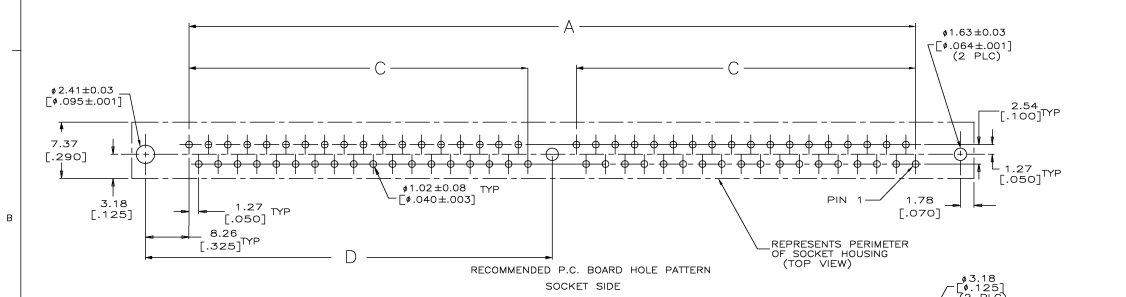 A
ø1.63±0.03
[ø.064±.001]
(2 PLC)
C
C
ø2.41±0.03
[ø.095±.001]
2.54 TYP
[.100]
7.37
[.290]
ø1.02±0.08 TYP
[ø.040±.003]
1.27 TYP
[.050]
3.18
[.125]
1.27 TYP
[.050]
PIN 1
1.78
[.070]
B
8.26 TYP
[.325]
REPRESENTS PERIMETER
OF SOCKET HOUSING
(TOP VIEW)
D
RECOMMENDED P.C. BOARD HOLE PATTERN
SOCKET SIDE
ø3.18
[ø.125]
(2 PLC)